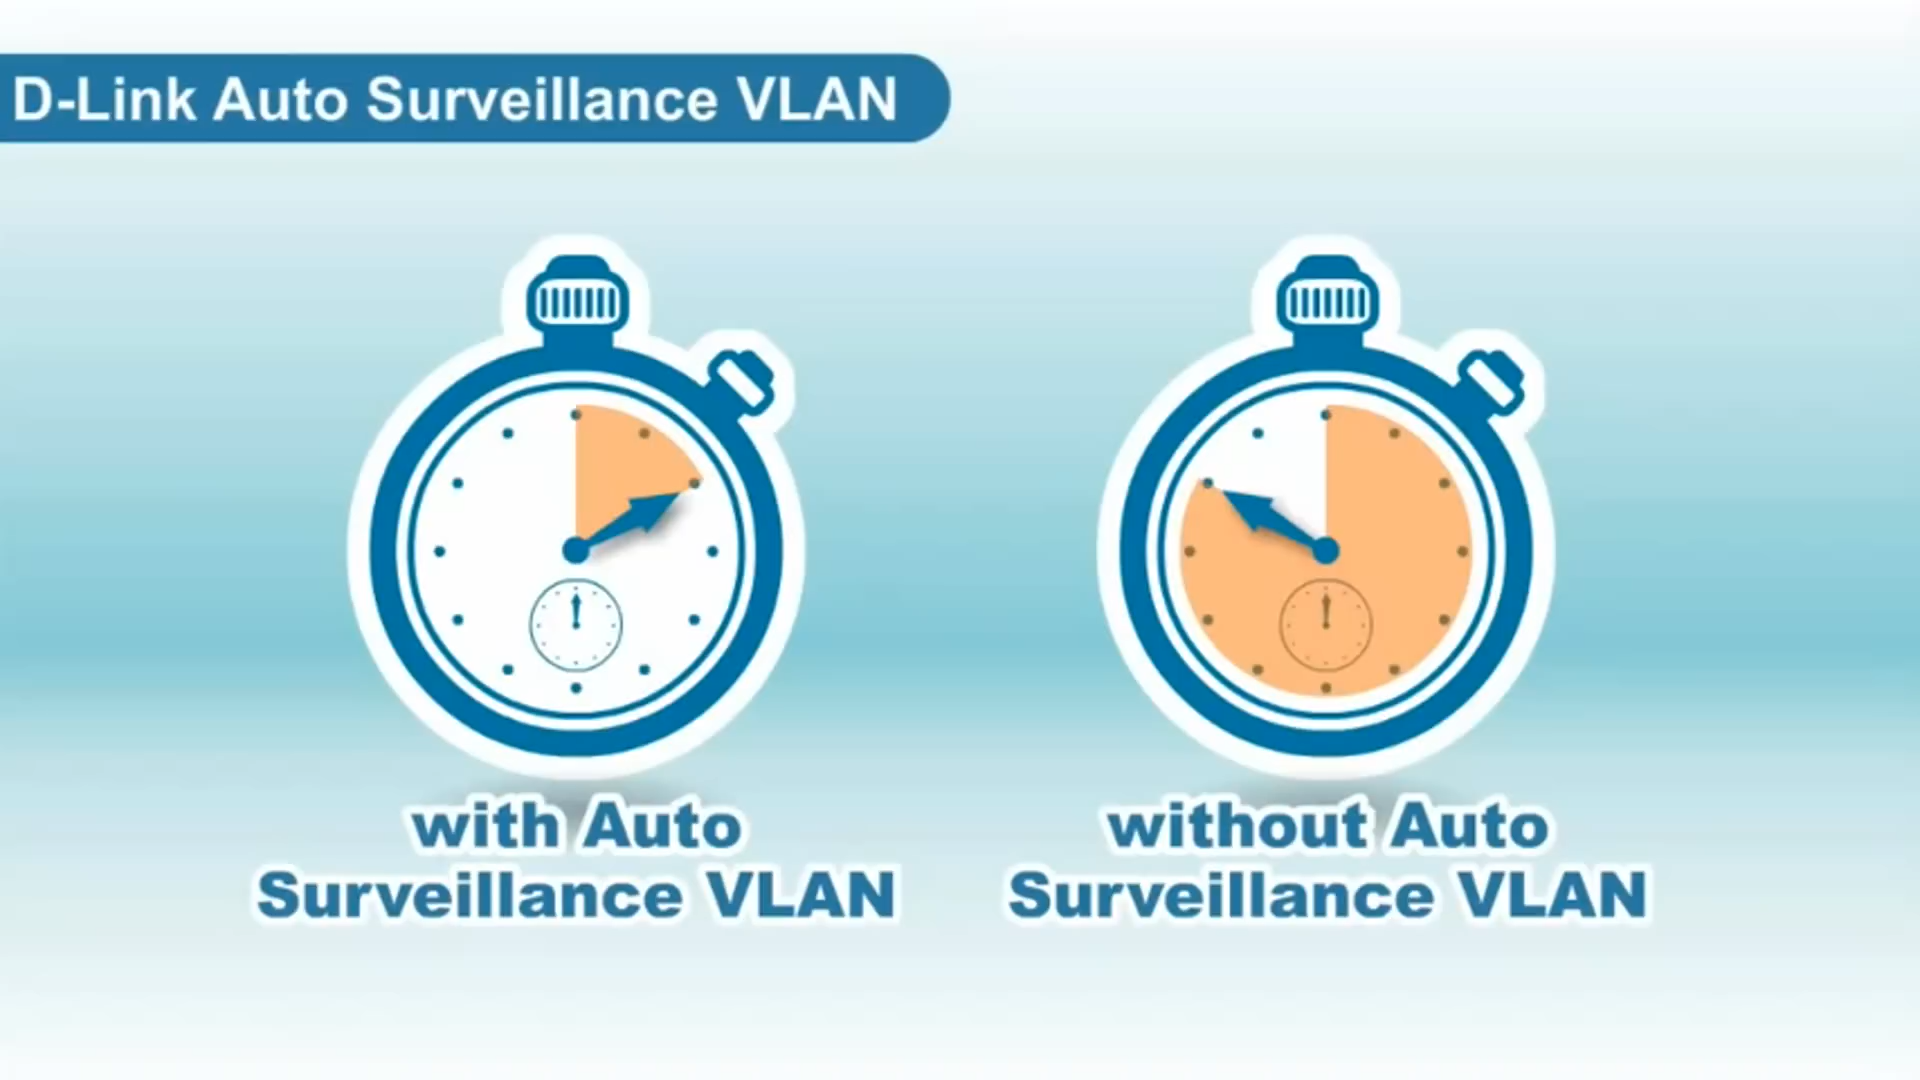 D-Link Auto Surveillance VLAN
with Auto
Surveillance VLAN
without Auto
Surveillance VLAN